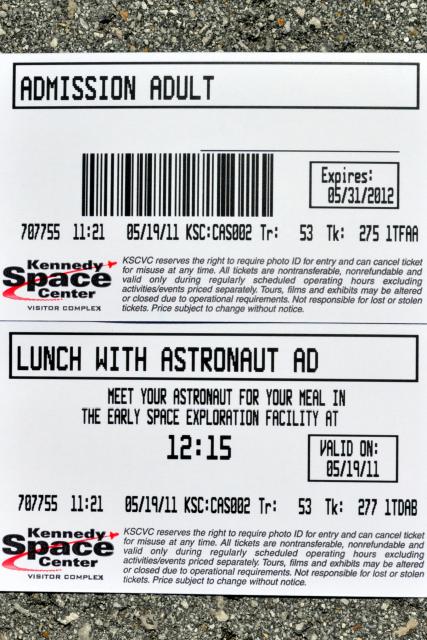 ADMISSION ADULT
Expires:
05/31/2012
707755 11:21 05/19/11 KSC:CAS002 Tr: 53 Tk: 275 1TFAA
Kennedy
Space
Center
VISITOR COMPLEX
KSCVC reserves the right to require photo ID for entry and can cancel ticket
for misuse at any time. All tickets are nontransferable, nonrefundable and
valid only during regularly scheduled operating hours excluding
activities/events priced separately. Tours, films and exhibits may be altered
or closed due to operational requirements. Not responsible for lost or stolen
tickets. Price subject to change without notice.
LUNCH WITH ASTRONAUT AD
MEET YOUR ASTRONAUT FOR YOUR MEAL IN
THE EARLY SPACE EXPLORATION FACILITY AT
12:15
VALID ON:
05/19/11
707755 11:21 05/19/11 KSC:CAS002 Tr: 53 Tk: 277 1TDAB
Kennedy
Space
Center
VISITOR COMPLEX
KSCVC reserves the right to require photo ID for entry and can cancel ticket
for misuse at any time. All tickets are nontransferable, nonrefundable and
valid only during regularly scheduled operating hours excluding
activities/events priced separately. Tours, films and exhibits may be altered
or closed due to operational requirements. Not responsible for lost or stolen
tickets. Price subject to change without notice.